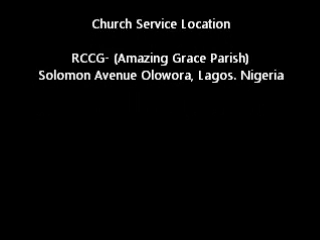 Church Service Location
RCCG- (Amazing Grace Parish)
Solomon Avenue Olowora, Lagos. Nigeria